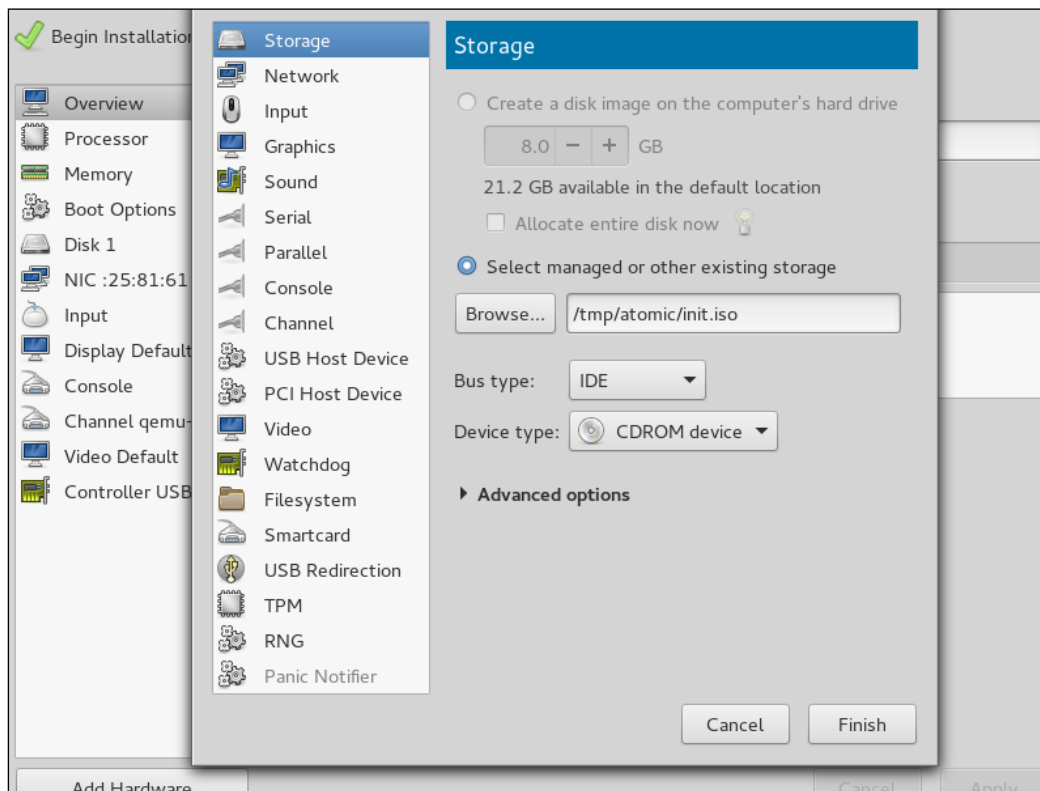 Begin Installation
Overview
Processor
Memory
Boot Options
Disk 1
NIC :25:81:61
Input
Display Default
Console
Channel qemu-
Video Default
Controller USB
Add Hardware
Storage
Network
Input
Graphics
Sound
Serial
Parallel
Console
Channel
USB Host Device
PCI Host Device
Video
Watchdog
Filesystem
Smartcard
USB Redirection
TPM
RNG
Panic Notifier
Storage
Create a disk image on the computer's hard drive
8.0 − + GB
21.2 GB available in the default location
Allocate entire disk now
Select managed or other existing storage
Browse... /tmp/atomic/init.iso
Bus type: IDE
Device type: CDROM device
Advanced options
Cancel Finish
Cancel Apply